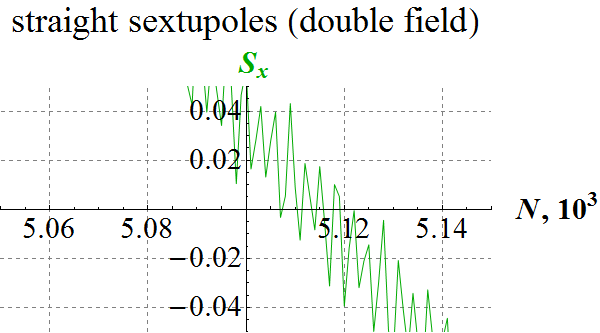 straight sextupoles (double field)
Sx
0.04
0.02
5.06 5.08 5.12 5.14 N, 10³
−0.02
−0.04